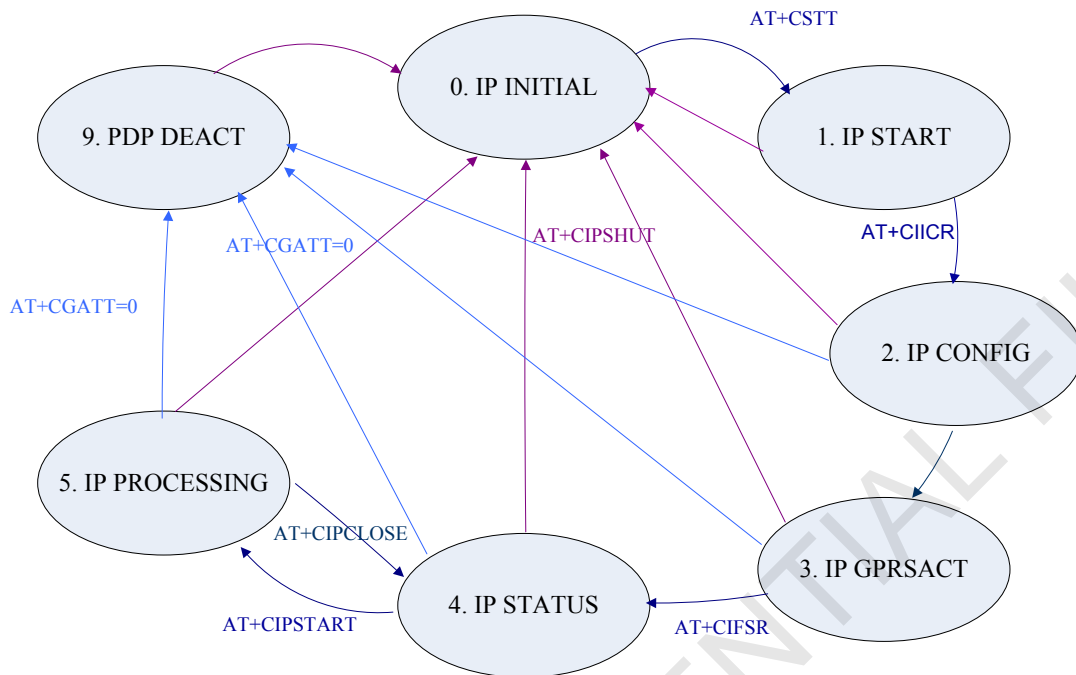 AT+CSTT
0. IP INITIAL
9. PDP DEACT
1. IP START
AT+CIICR
AT+CGATT=0
AT+CIPSHUT
AT+CGATT=0
2. IP CONFIG
5. IP PROCESSING
AT+CIPCLOSE
3. IP GPRSACT
4. IP STATUS
AT+CIPSTART
AT+CIFSR